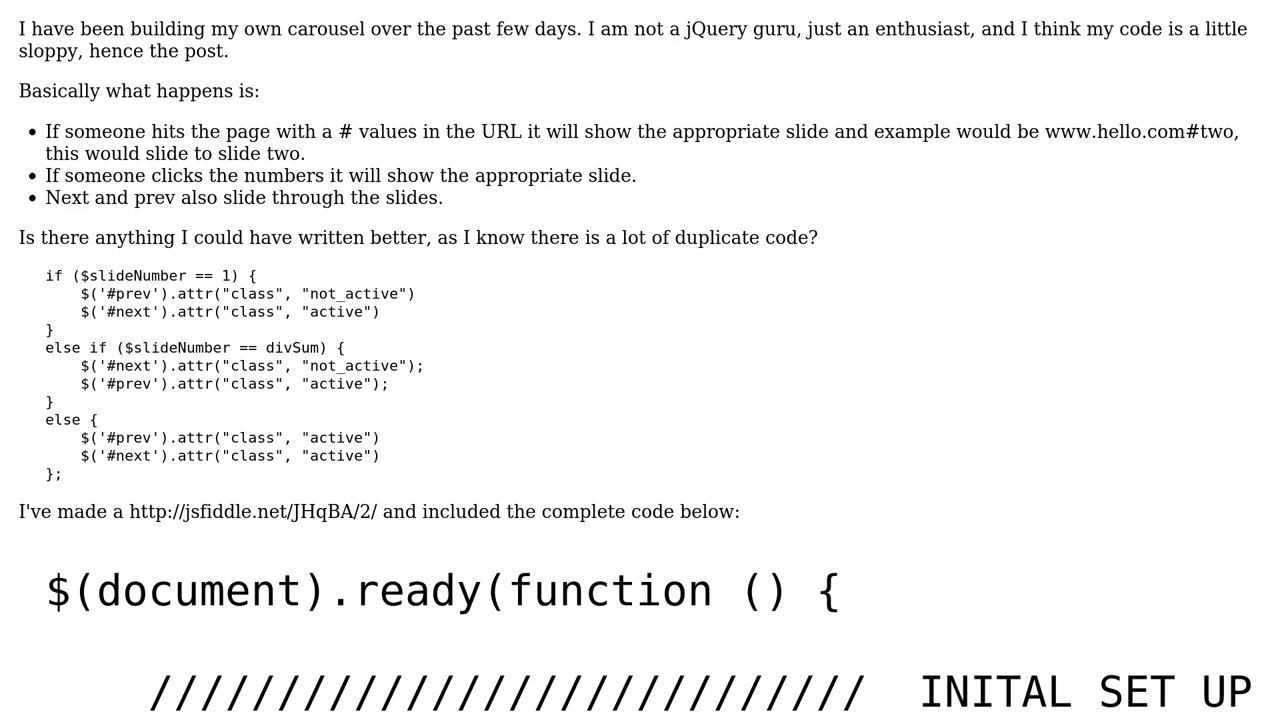 I have been building my own carousel over the past few days. I am not a jQuery guru, just an enthusiast, and I think my code is a little
sloppy, hence the post.
Basically what happens is:
• If someone hits the page with a # values in the URL it will show the appropriate slide and example would be www.hello.com#two,
this would slide to slide two.
• If someone clicks the numbers it will show the appropriate slide.
• Next and prev also slide through the slides.
Is there anything I could have written better, as I know there is a lot of duplicate code?
if ($slideNumber == 1) {
    $('#prev').attr("class", "not_active")
    $('#next').attr("class", "active")
}
else if ($slideNumber == divSum) {
    $('#next').attr("class", "not_active");
    $('#prev').attr("class", "active");
}
else {
    $('#prev').attr("class", "active")
    $('#next').attr("class", "active")
};
I've made a http://jsfiddle.net/JHqBA/2/ and included the complete code below:
$(document).ready(function () {
    ////////////////////////////  INITAL SET UP